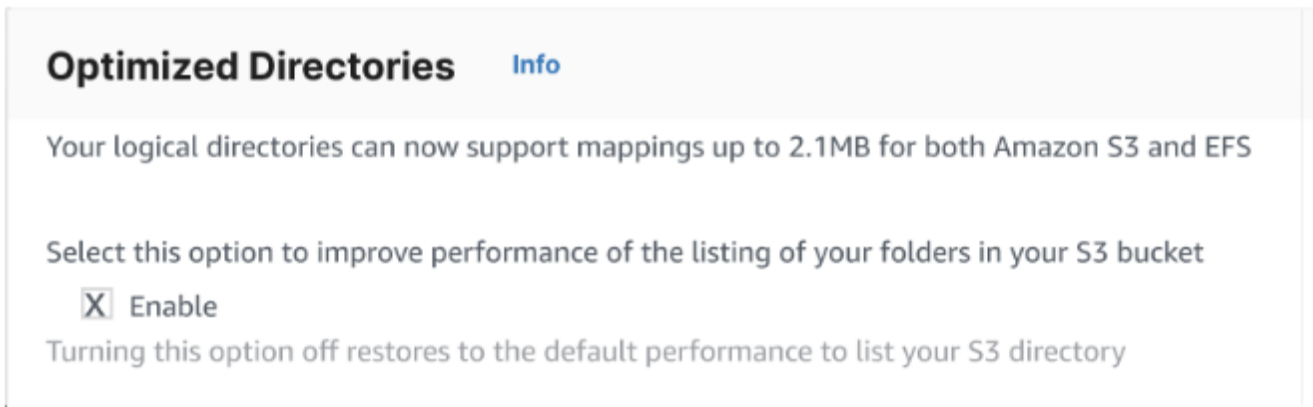 Optimized Directories Info
Your logical directories can now support mappings up to 2.1MB for both Amazon S3 and EFS
Select this option to improve performance of the listing of your folders in your S3 bucket
X Enable
Turning this option off restores to the default performance to list your S3 directory